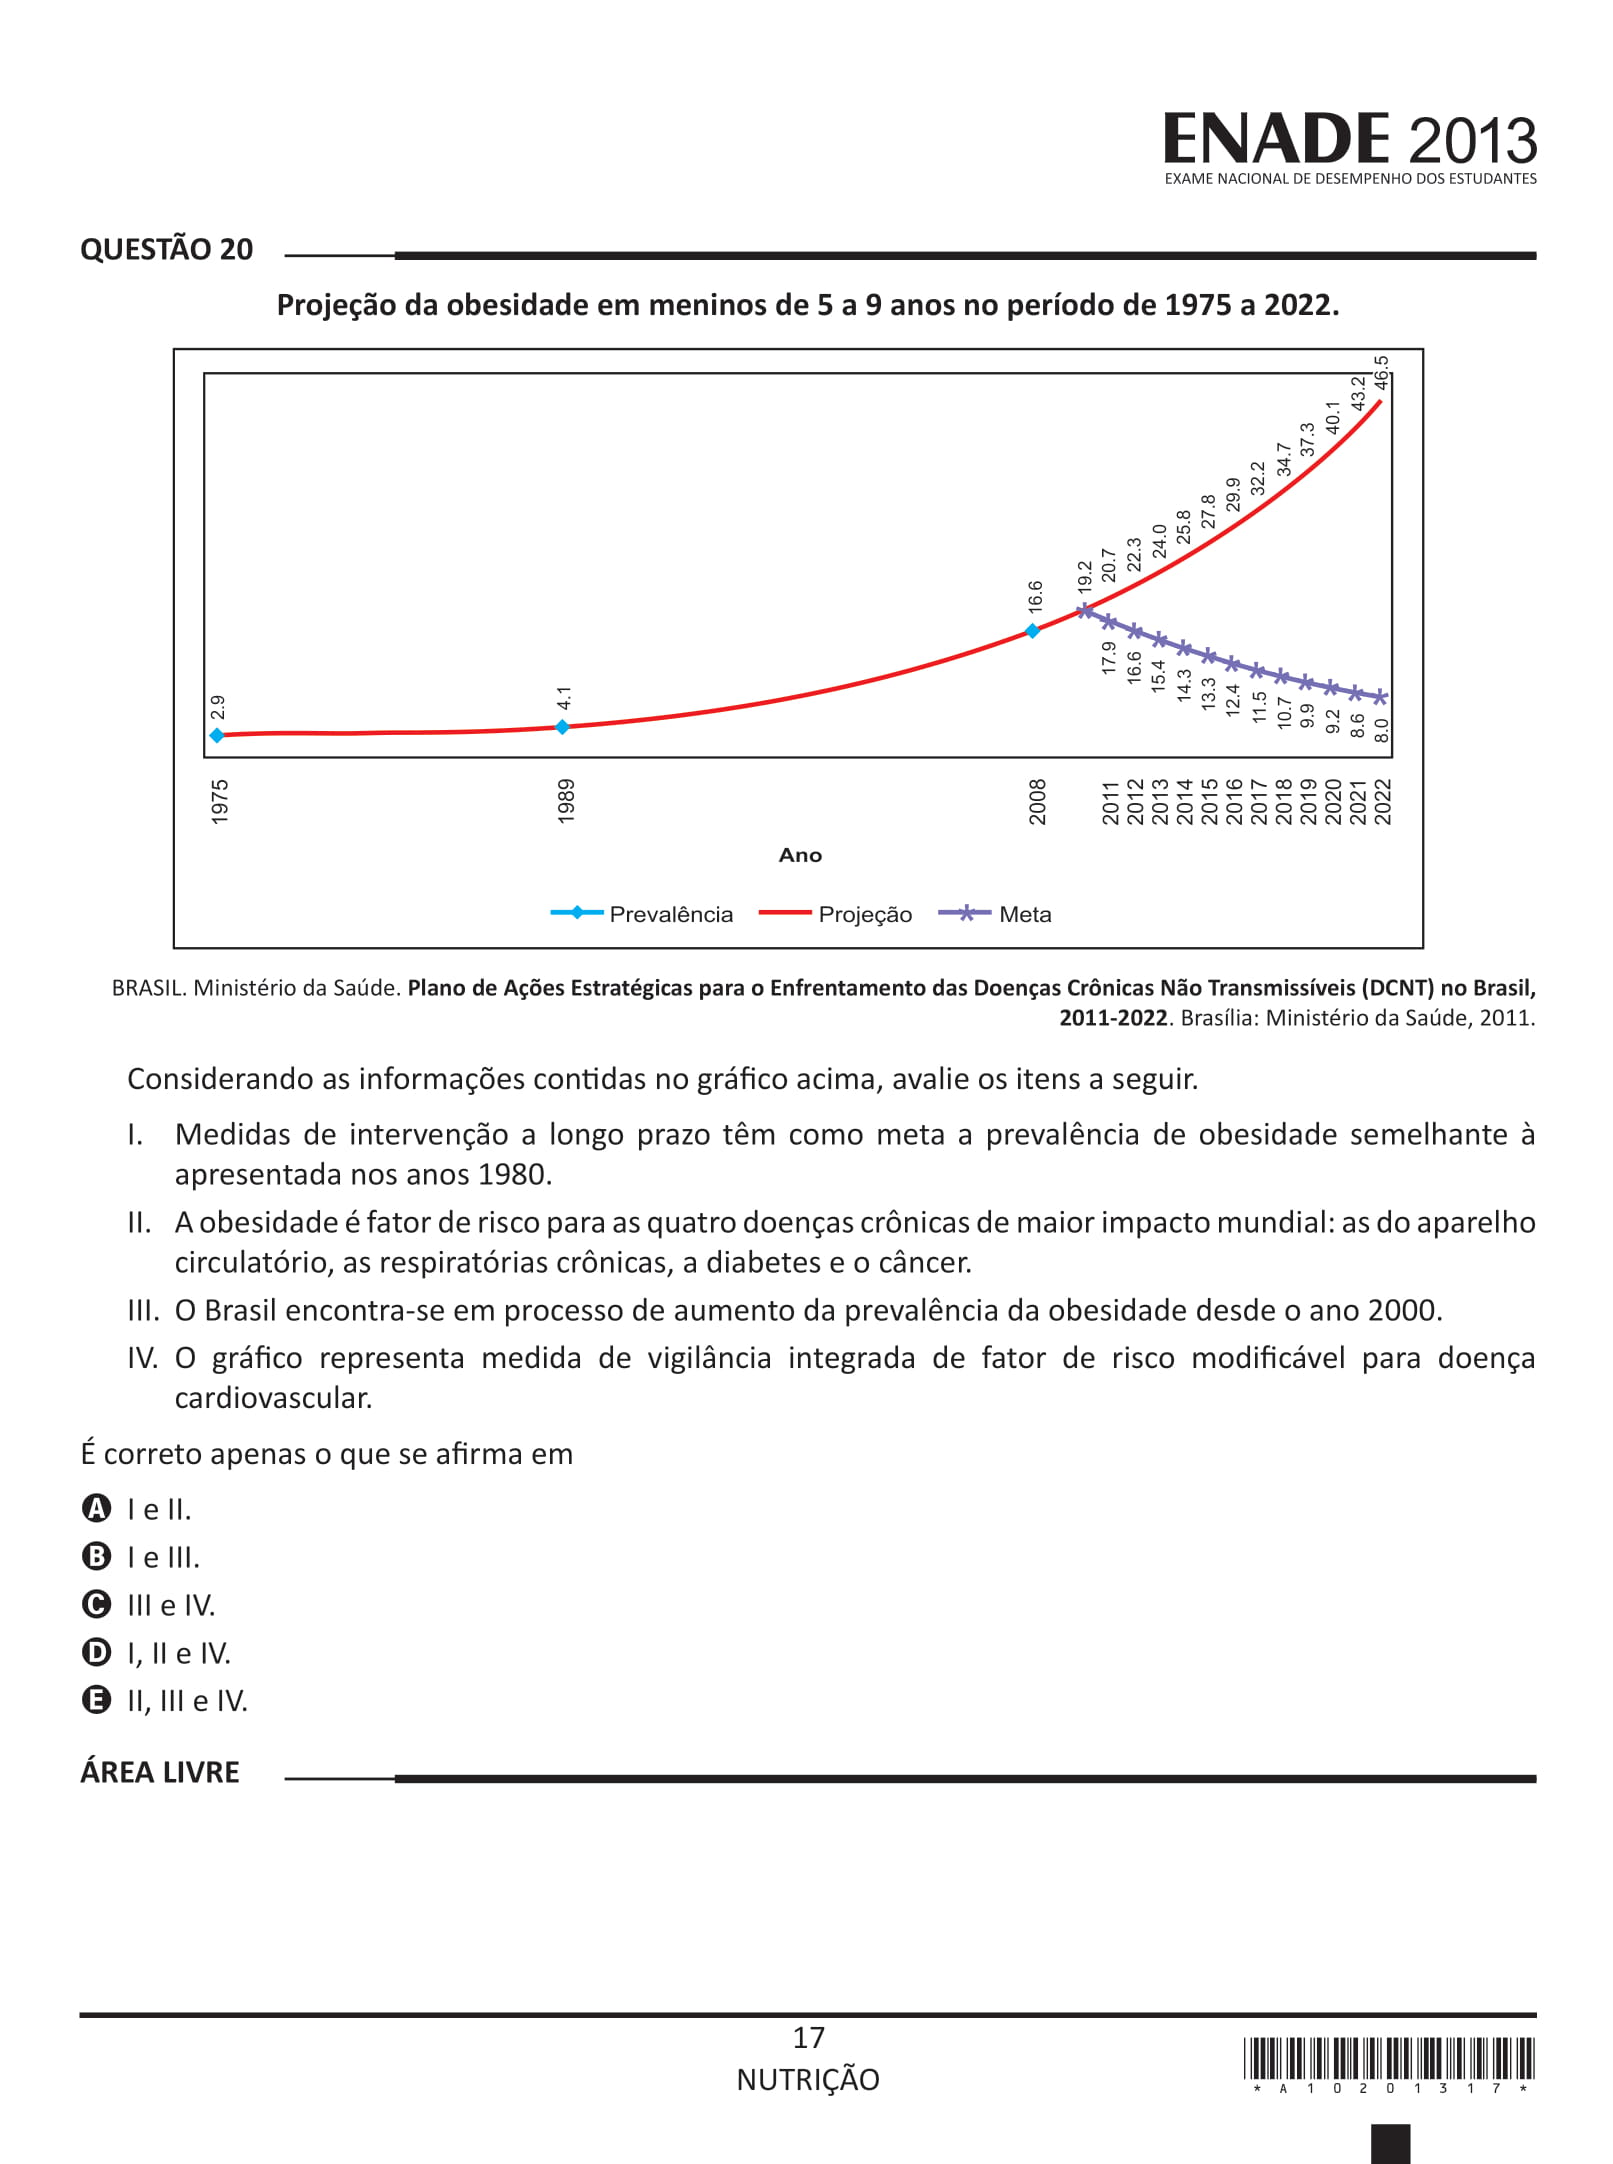 ENADE 2013
EXAME NACIONAL DE DESEMPENHO DOS ESTUDANTES
QUESTÃO 20
Projeção da obesidade em meninos de 5 a 9 anos no período de 1975 a 2022.
2.9
4.1
16.6
19.2
20.7
22.3
24.0
25.8
27.8
29.9
32.2
34.7
37.3
40.1
43.2
46.5
17.9
16.6
15.4
14.3
13.3
12.4
11.5
10.7
9.9
9.2
8.6
8.0
1975
1989
2008
2011
2012
2013
2014
2015
2016
2017
2018
2019
2020
2021
2022
Ano
Prevalência Projeção Meta
BRASIL. Ministério da Saúde. Plano de Ações Estratégicas para o Enfrentamento das Doenças Crônicas Não Transmissíveis (DCNT) no Brasil,
2011-2022. Brasília: Ministério da Saúde, 2011.
Considerando as informações contidas no gráfico acima, avalie os itens a seguir.
I. Medidas de intervenção a longo prazo têm como meta a prevalência de obesidade semelhante à
apresentada nos anos 1980.
II. A obesidade é fator de risco para as quatro doenças crônicas de maior impacto mundial: as do aparelho
circulatório, as respiratórias crônicas, a diabetes e o câncer.
III. O Brasil encontra-se em processo de aumento da prevalência da obesidade desde o ano 2000.
IV. O gráfico representa medida de vigilância integrada de fator de risco modificável para doença
cardiovascular.
É correto apenas o que se afirma em
A I e II.
B I e III.
C III e IV.
D I, II e IV.
E II, III e IV.
ÁREA LIVRE
17
NUTRIÇÃO
* A 1 0 2 0 1 3 1 7 *